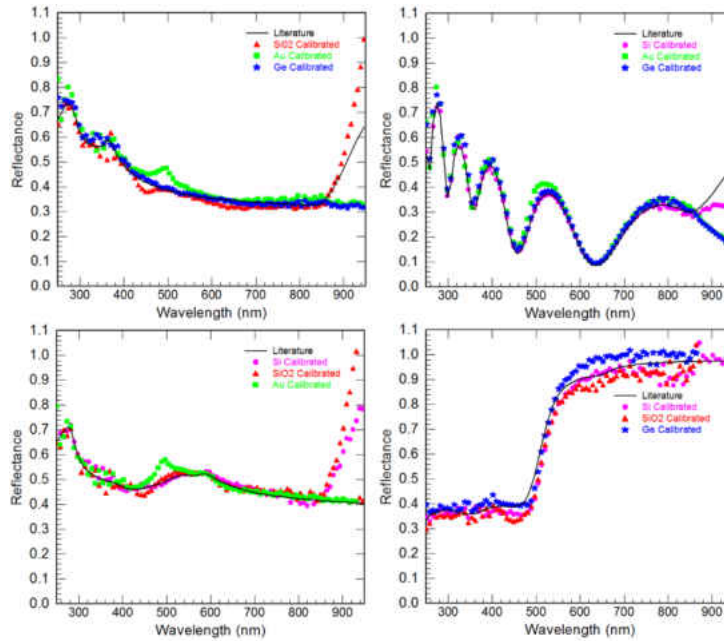 1.1
1.0
0.9
0.8
0.7
0.6
0.5
0.4
0.3
0.2
0.1
0.0
Reflectance
Literature
SiO2 Calibrated
Au Calibrated
Ge Calibrated
300 400 500 600 700 800 900
Wavelength (nm)
1.1
1.0
0.9
0.8
0.7
0.6
0.5
0.4
0.3
0.2
0.1
0.0
Reflectance
Literature
Si Calibrated
Au Calibrated
Ge Calibrated
300 400 500 600 700 800 900
Wavelength (nm)
1.1
1.0
0.9
0.8
0.7
0.6
0.5
0.4
0.3
0.2
0.1
0.0
Reflectance
Literature
Si Calibrated
SiO2 Calibrated
Au Calibrated
300 400 500 600 700 800 900
Wavelength (nm)
1.1
1.0
0.9
0.8
0.7
0.6
0.5
0.4
0.3
0.2
0.1
0.0
Reflectance
Literature
Si Calibrated
SiO2 Calibrated
Ge Calibrated
300 400 500 600 700 800 900
Wavelength (nm)